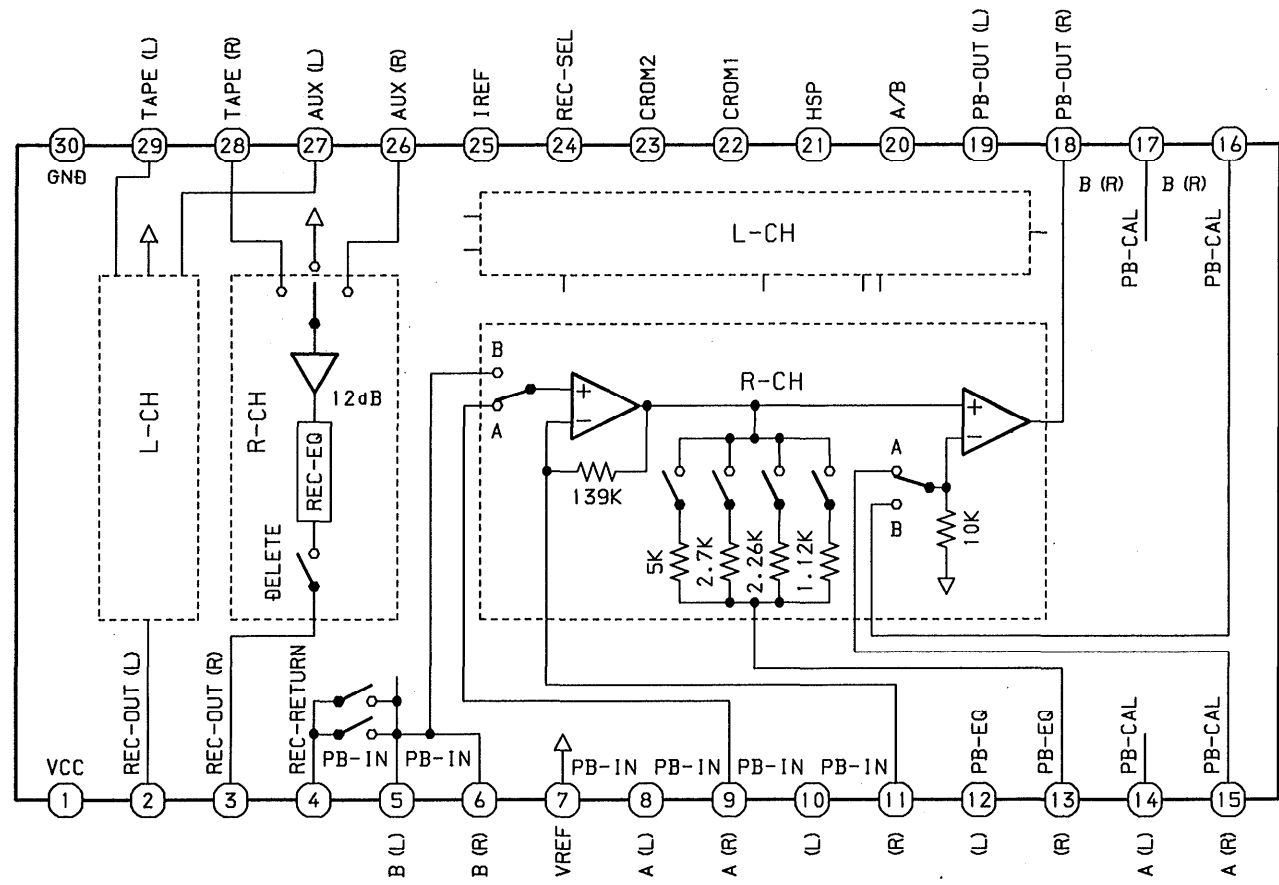 TAPE (L)
TAPE (R)
AUX (L)
AUX (R)
IREF
REC-SEL
CROM2
CROM1
HSP
A/B
PB-OUT (L)
PB-OUT (R)
30
29
28
27
26
25
24
23
22
21
20
19
18
17
16
GND
B (R)
B (R)
PB-CAL
PB-CAL
L-CH
L-CH
R-CH
12dB
REC-EQ
DELETE
B
A
+
−
R-CH
139K
5K
2.7K
2.26K
1.12K
A
B
+
−
10K
VCC
REC-OUT (L)
REC-OUT (R)
REC-RETURN
PB-IN
PB-IN
PB-IN
PB-IN
PB-IN
PB-IN
PB-EQ
PB-EQ
PB-CAL
PB-CAL
1
2
3
4
5
6
7
8
9
10
11
12
13
14
15
B (L)
B (R)
VREF
A (L)
A (R)
(L)
(R)
(L)
(R)
A (L)
A (R)